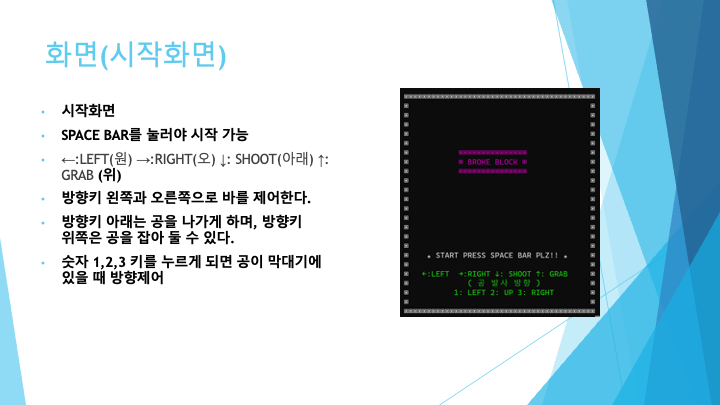 화면(시작화면)
시작화면
SPACE BAR를 눌러야 시작 가능
←:LEFT(원) →:RIGHT(오) ↓: SHOOT(아래) ↑:
GRAB (위)
방향키 왼쪽과 오른쪽으로 바를 제어한다.
방향키 아래는 공을 나가게 하며, 방향키
위쪽은 공을 잡아 둘 수 있다.
숫자 1,2,3 키를 누르게 되면 공이 막대기에
있을 때 방향제어
※ BROKE BLOCK ※
★ START PRESS SPACE BAR PLZ!! ★
←:LEFT →:RIGHT ↓: SHOOT ↑: GRAB
( 공 발사 방향 )
1: LEFT 2: UP 3: RIGHT